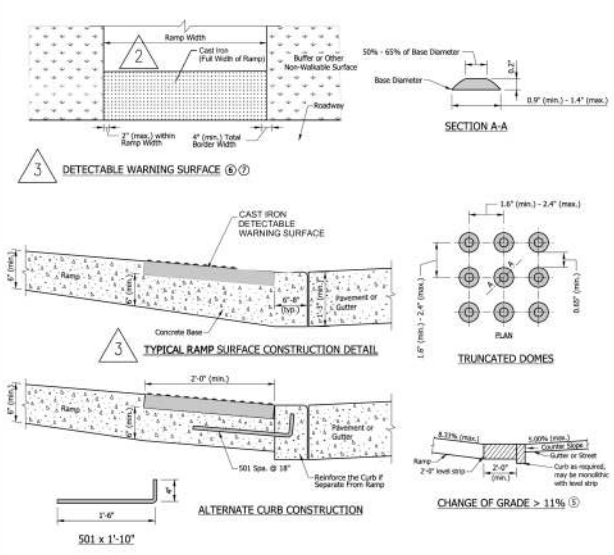 Ramp Width
2
Cast Iron
(Full Width of Ramp)
Buffer or Other
Non-Walkable Surface
Roadway
2" (max.) within
Ramp Width
4" (min.) Total
Border Width
3
DETECTABLE WARNING SURFACE ⑥⑦
50% - 65% of Base Diameter
0.2"
Base Diameter
0.9" (min.) - 1.4" (max.)
SECTION A-A
CAST IRON
DETECTABLE
WARNING SURFACE
6" (min.)
Ramp
6" (min.)
6"-8"
(typ.)
1'-3" (min.)
Pavement or
Gutter
Concrete Base
3
TYPICAL RAMP SURFACE CONSTRUCTION DETAIL
1.6" (min.) - 2.4" (max.)
1.6" (min.) - 2.4" (max.)
A
A
0.65" (min.)
PLAN
TRUNCATED DOMES
2'-0" (min.)
6" (min.)
Ramp
6" (min.)
Pavement or
Gutter
501 Spa. @ 18"
Reinforce the Curb if
Separate From Ramp
4"
1'-6"
501 x 1'-10"
ALTERNATE CURB CONSTRUCTION
8.33% (max.)
5.00% (max.)
Counter Slope
Gutter or Street
Ramp
2'-0" level strip
2'-0"
(min.)
Curb as required,
may be monolithic
with level strip
CHANGE OF GRADE > 11% ⑤